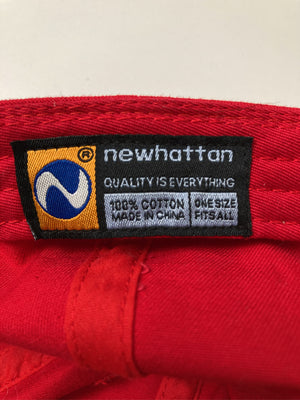 ® newhattan
QUALITY IS EVERYTHING
100% COTTON
MADE IN CHINA
ONE SIZE
FITS ALL